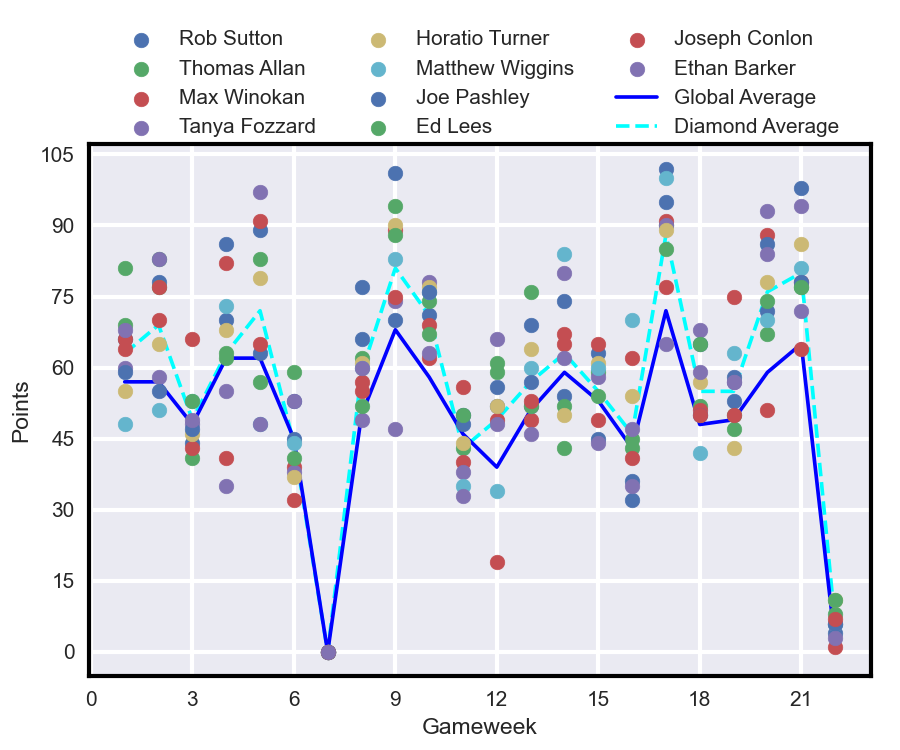 Rob Sutton Horatio Turner Joseph Conlon
Thomas Allan Matthew Wiggins Ethan Barker
Max Winokan Joe Pashley Global Average
Tanya Fozzard Ed Lees Diamond Average
105
90
75
60
45
30
15
0
Points
0 3 6 9 12 15 18 21
Gameweek